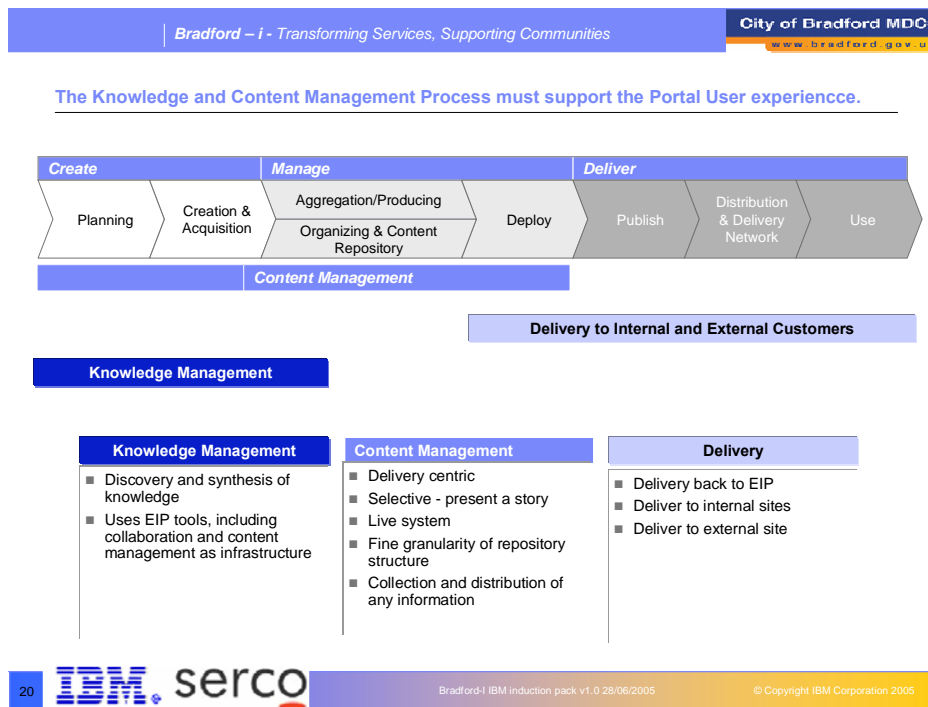 Bradford – i - Transforming Services, Supporting Communities
City of Bradford MDC
www.bradford.gov.u
The Knowledge and Content Management Process must support the Portal User experiencce.
Create
Manage
Deliver
Planning
Creation &
Acquisition
Aggregation/Producing
Organizing & Content
Repository
Deploy
Publish
Distribution
& Delivery
Network
Use
Content Management
Delivery to Internal and External Customers
Knowledge Management
Knowledge Management
■ Discovery and synthesis of
knowledge
■ Uses EIP tools, including
collaboration and content
management as infrastructure
Content Management
■ Delivery centric
■ Selective - present a story
■ Live system
■ Fine granularity of repository
structure
■ Collection and distribution of
any information
Delivery
■ Delivery back to EIP
■ Deliver to internal sites
■ Deliver to external site
20
IBM.
serco
Bradford-I IBM induction pack v1.0 28/06/2005
© Copyright IBM Corporation 2005